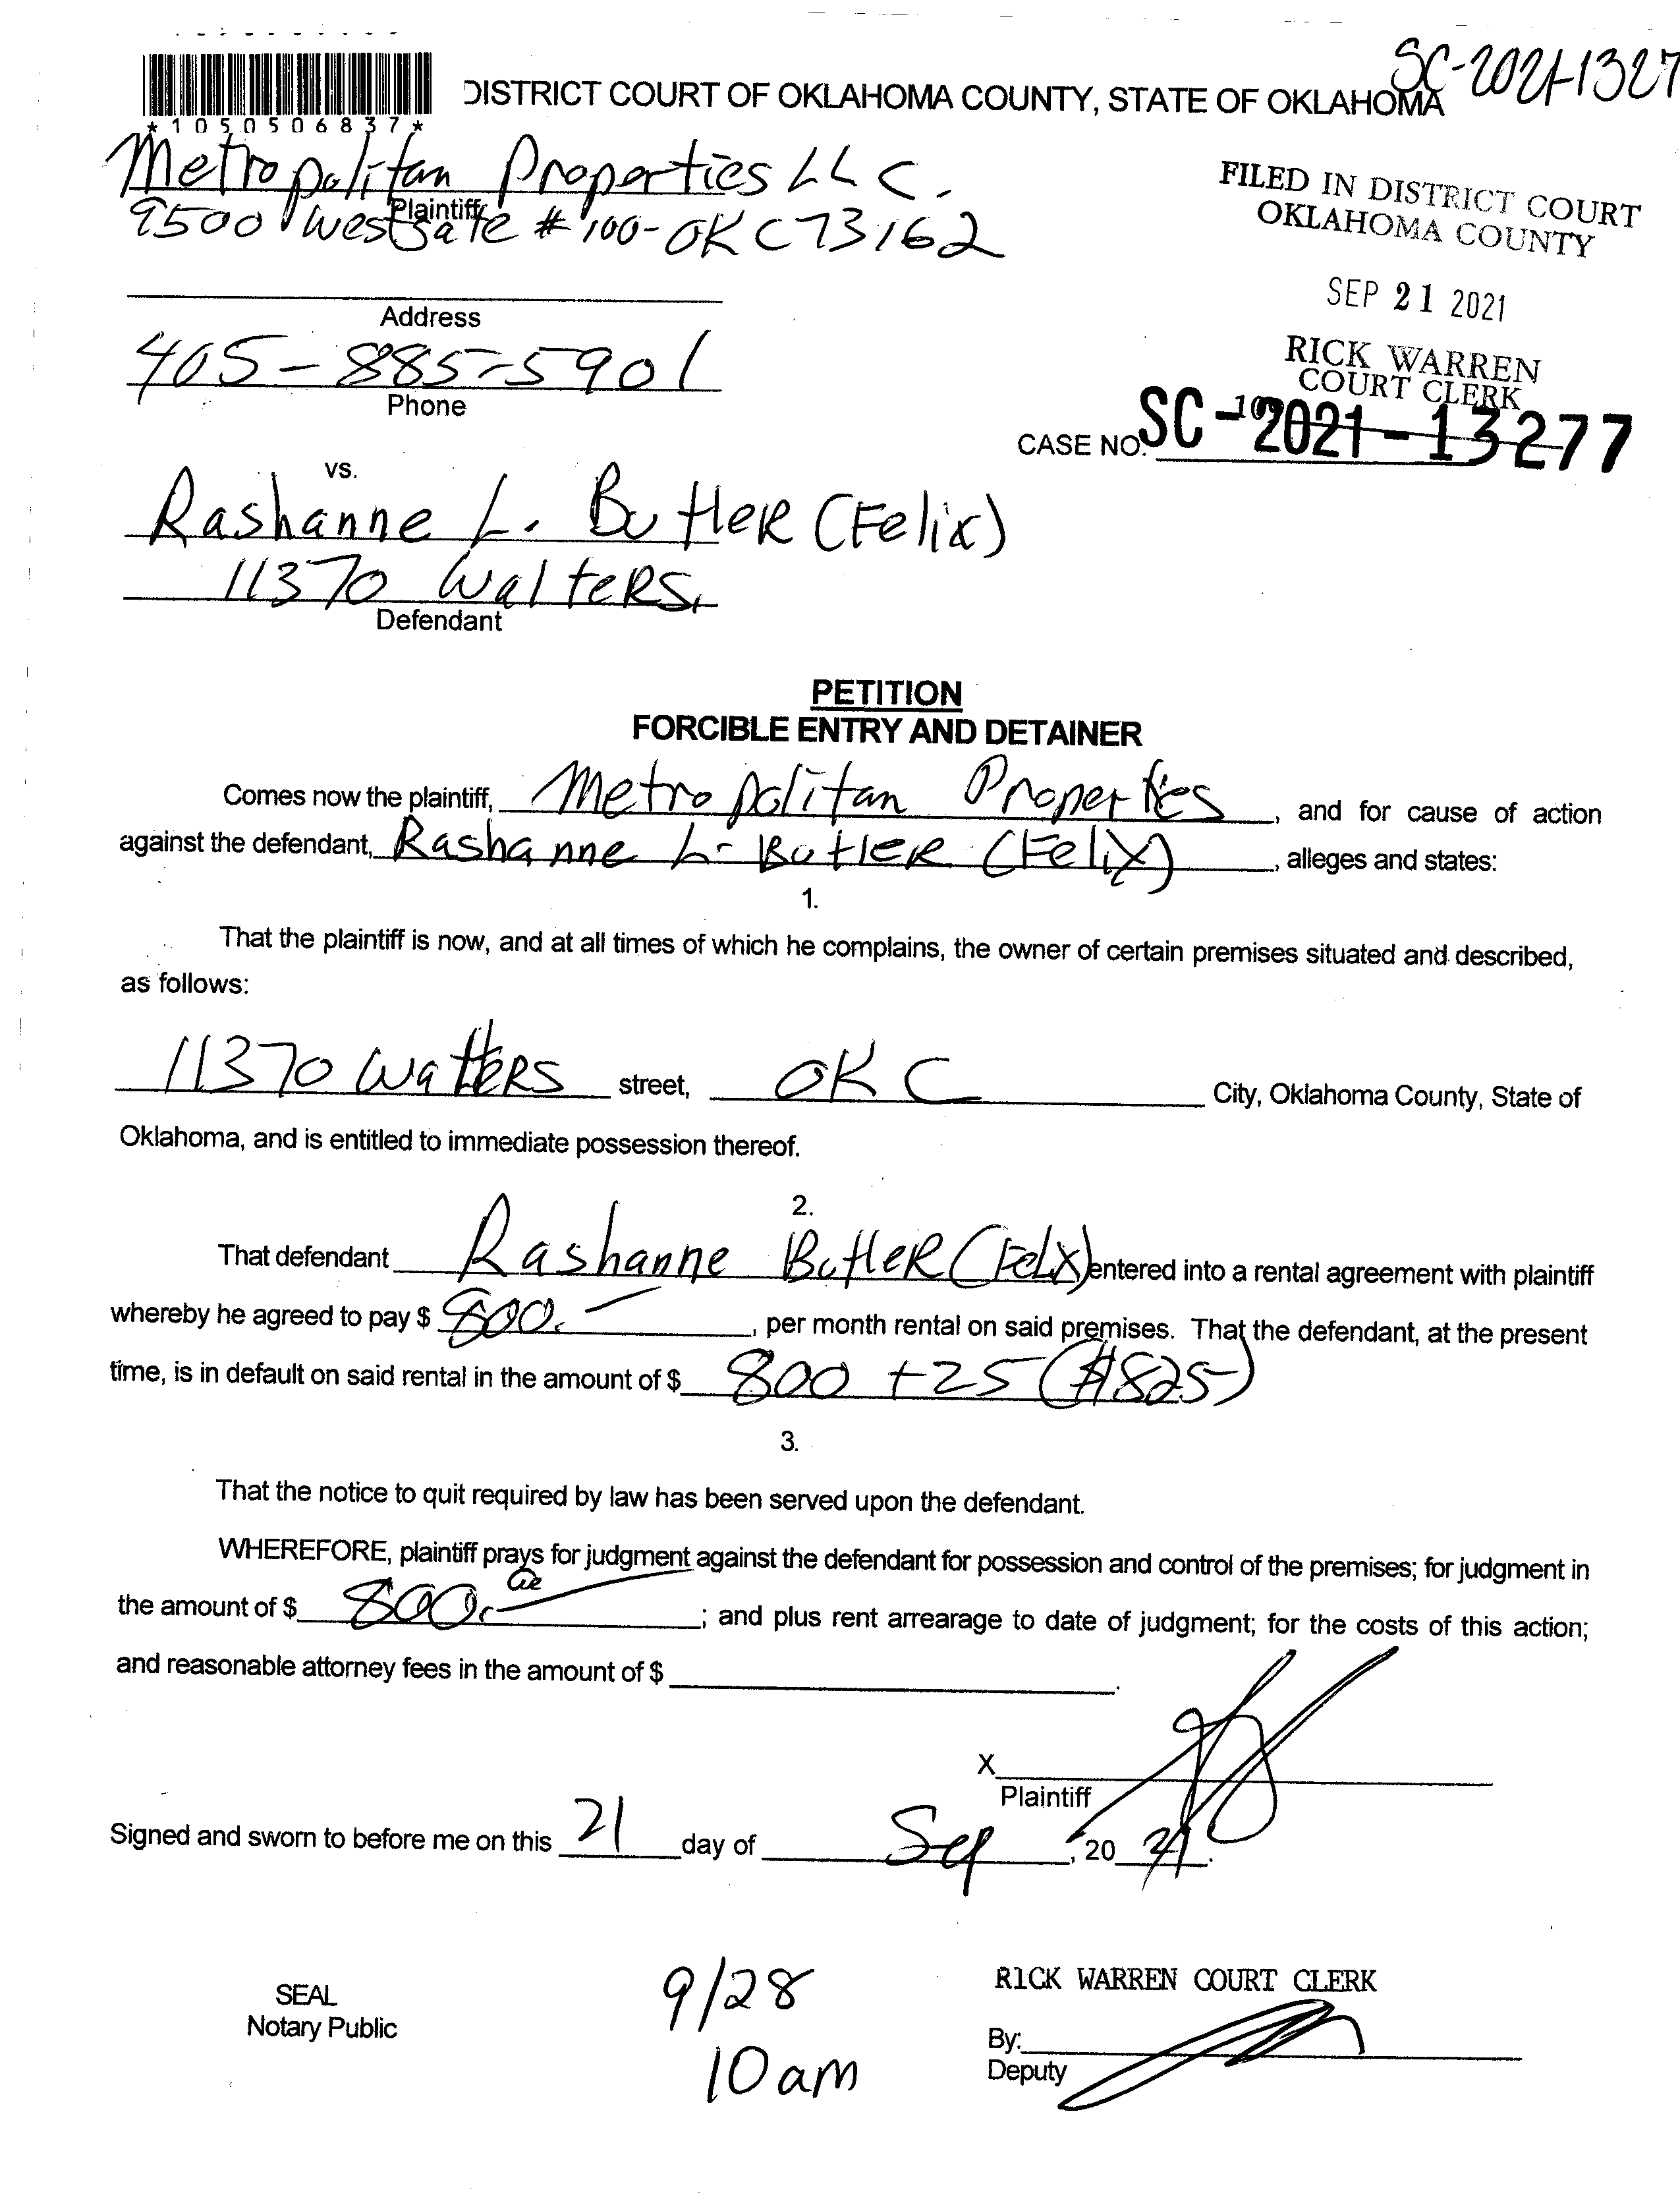 SC-2021-1327
DISTRICT COURT OF OKLAHOMA COUNTY, STATE OF OKLAHOMA
*1050506837*
Metropolitan Properties LLC.
Plaintiff
9500 Westgate #100-OKC 73162
FILED IN DISTRICT COURT
OKLAHOMA COUNTY
SEP 21 2021
RICK WARREN
COURT CLERK
Address
405-885-5901
Phone
CASE NO. SC-2021-13277
vs.
Rashanne L. Butler (Felix)
11370 Walters
Defendant
PETITION
FORCIBLE ENTRY AND DETAINER
Comes now the plaintiff, Metropolitan Properties, and for cause of action
against the defendant, Rashanne L. Butler (Felix), alleges and states:
1.
That the plaintiff is now, and at all times of which he complains, the owner of certain premises situated and described,
as follows:
11370 Walters street, OKC City, Oklahoma County, State of
Oklahoma, and is entitled to immediate possession thereof.
2.
That defendant Rashanne Butler (Felix) entered into a rental agreement with plaintiff
whereby he agreed to pay $ 800.-, per month rental on said premises. That the defendant, at the present
time, is in default on said rental in the amount of $ 800 +25 ($825-)
3.
That the notice to quit required by law has been served upon the defendant.
WHEREFORE, plaintiff prays for judgment against the defendant for possession and control of the premises; for judgment in
the amount of $ 800.-; and plus rent arrearage to date of judgment; for the costs of this action;
and reasonable attorney fees in the amount of $ .
X
Plaintiff
Signed and sworn to before me on this 21 day of Sep, 20 21.
SEAL
Notary Public
9/28
10am
RICK WARREN COURT CLERK
By:
Deputy